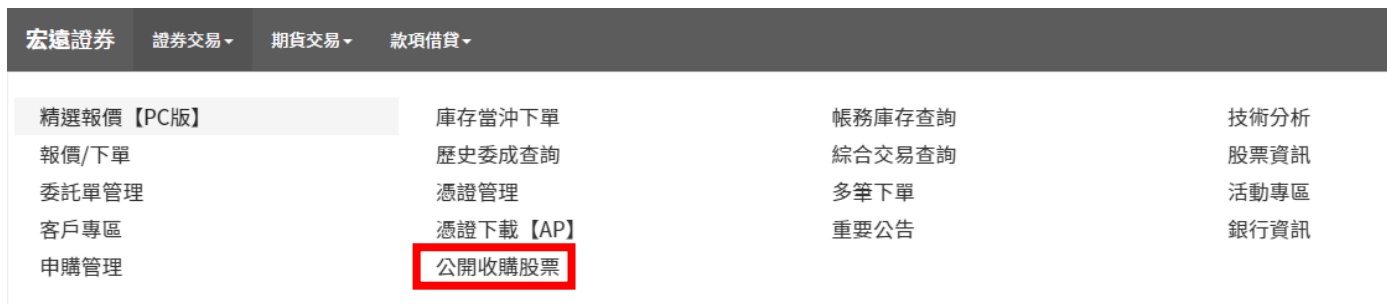 宏遠證券 證券交易 期貨交易 款項借貸
精選報價【PC版】 庫存當沖下單 帳務庫存查詢 技術分析
報價/下單 歷史委成查詢 綜合交易查詢 股票資訊
委託單管理 憑證管理 多筆下單 活動專區
客戶專區 憑證下載【AP】 重要公告 銀行資訊
申購管理 公開收購股票